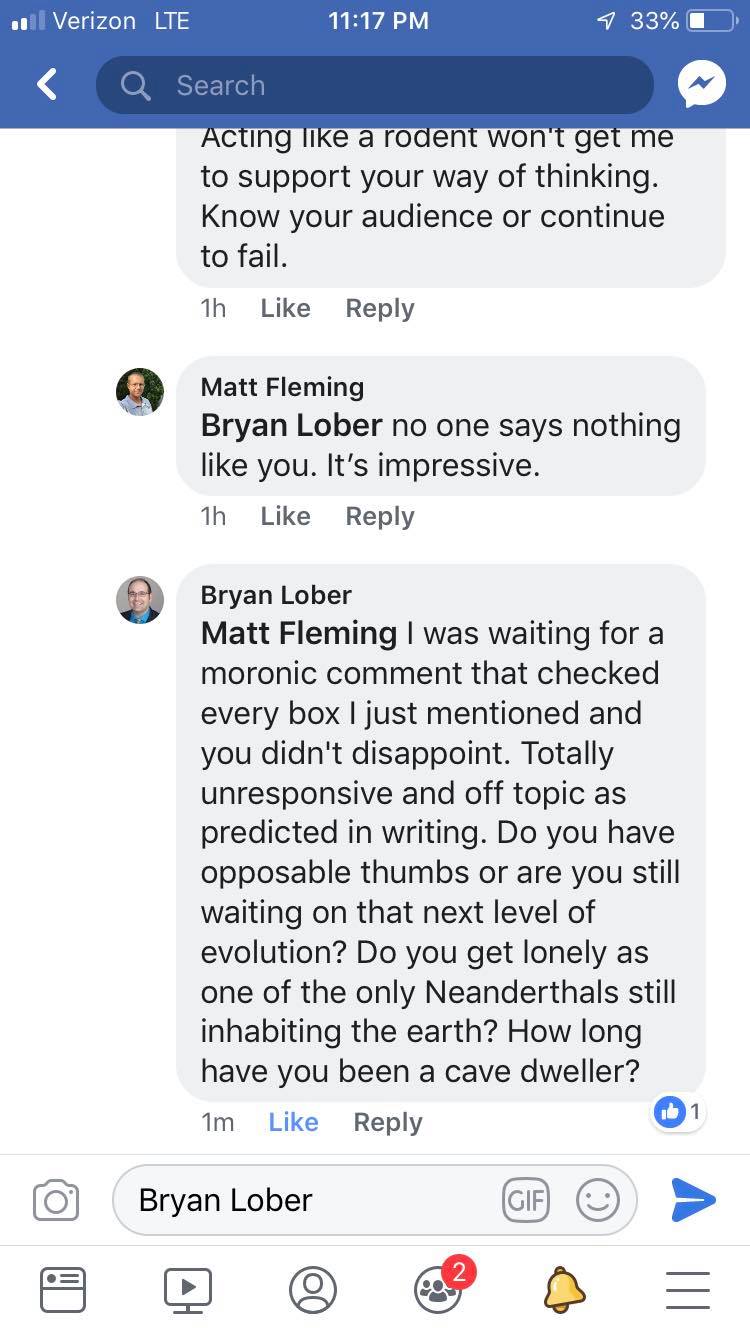 Verizon LTE 11:17 PM 33%
Search
Acting like a rodent won't get me
to support your way of thinking.
Know your audience or continue
to fail.
1h Like Reply
Matt Fleming
Bryan Lober no one says nothing
like you. It’s impressive.
1h Like Reply
Bryan Lober
Matt Fleming I was waiting for a
moronic comment that checked
every box I just mentioned and
you didn't disappoint. Totally
unresponsive and off topic as
predicted in writing. Do you have
opposable thumbs or are you still
waiting on that next level of
evolution? Do you get lonely as
one of the only Neanderthals still
inhabiting the earth? How long
have you been a cave dweller?
1m Like Reply 1
Bryan Lober GIF
2